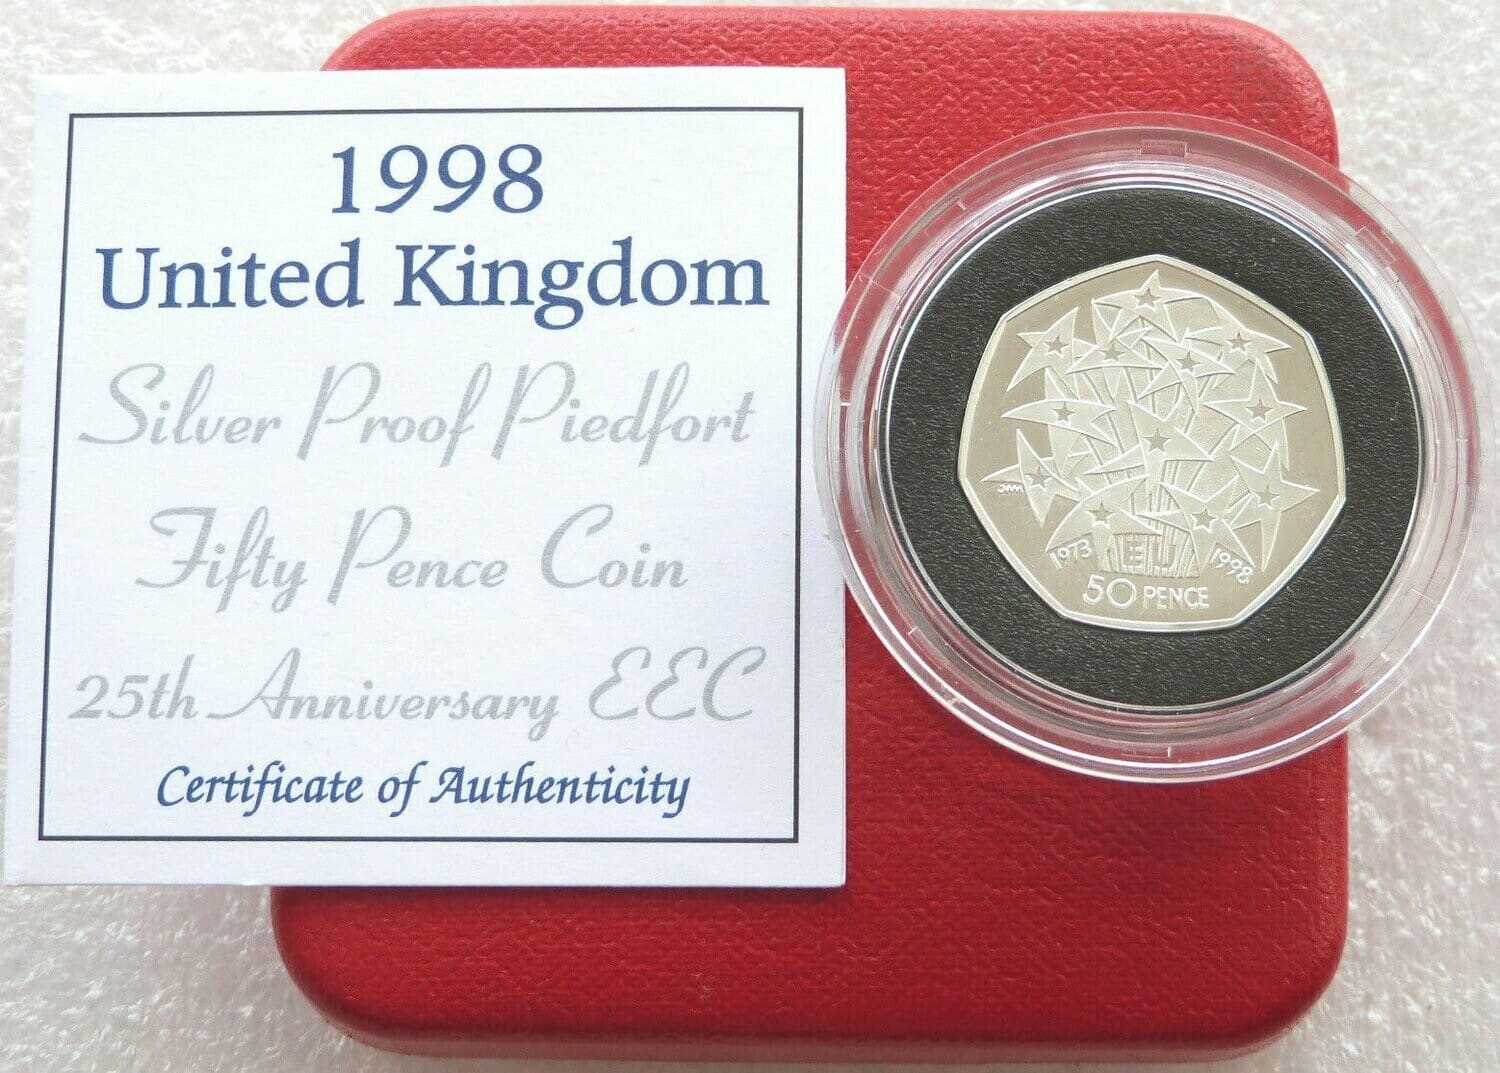 1998
United Kingdom
Silver Proof Piedfort
Fifty Pence Coin
25th Anniversary EEC
Certificate of Authenticity
JMM
1973 EU 1998
50 PENCE